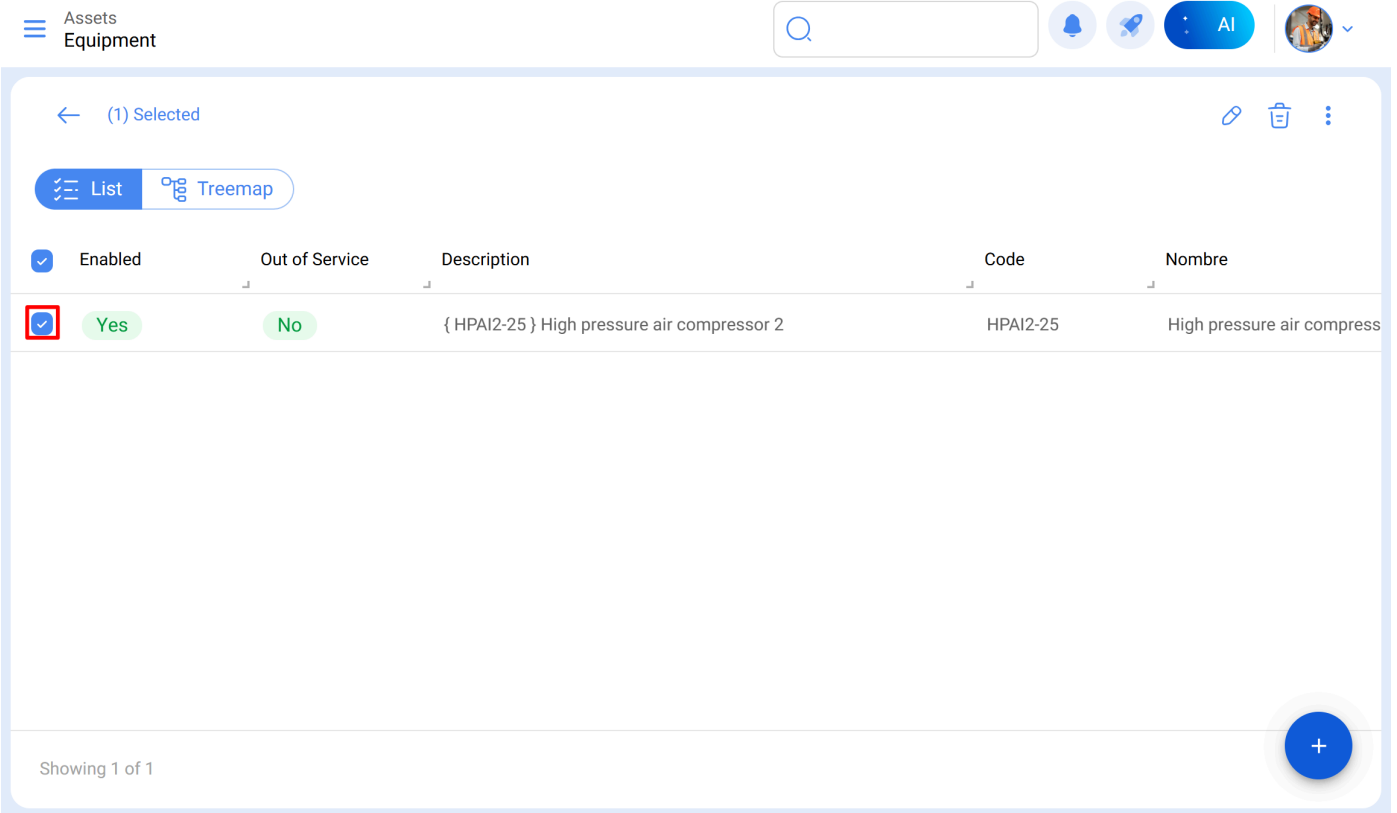 Assets
Equipment
AI
(1) Selected
List
Treemap
Enabled
Out of Service
Description
Code
Nombre
Yes
No
{ HPAI2-25 } High pressure air compressor 2
HPAI2-25
High pressure air compress
Showing 1 of 1